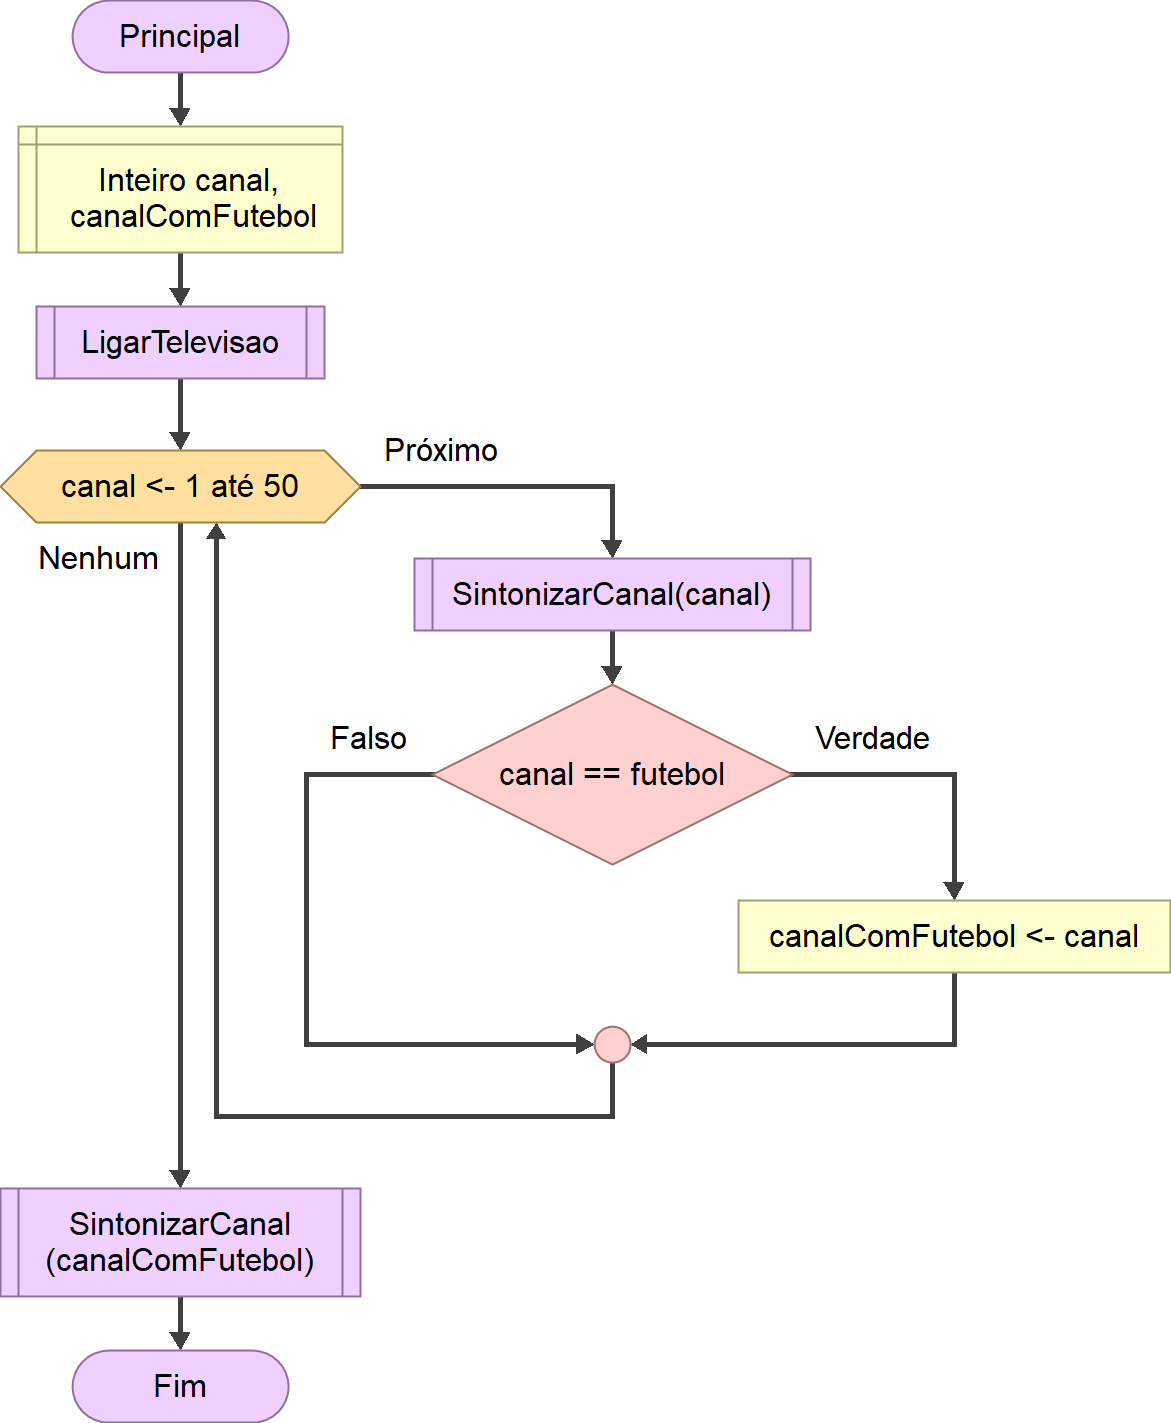 Principal
Inteiro canal,
canalComFutebol
LigarTelevisao
canal <- 1 até 50
Próximo
Nenhum
SintonizarCanal(canal)
Falso
Verdade
canal == futebol
canalComFutebol <- canal
SintonizarCanal
(canalComFutebol)
Fim